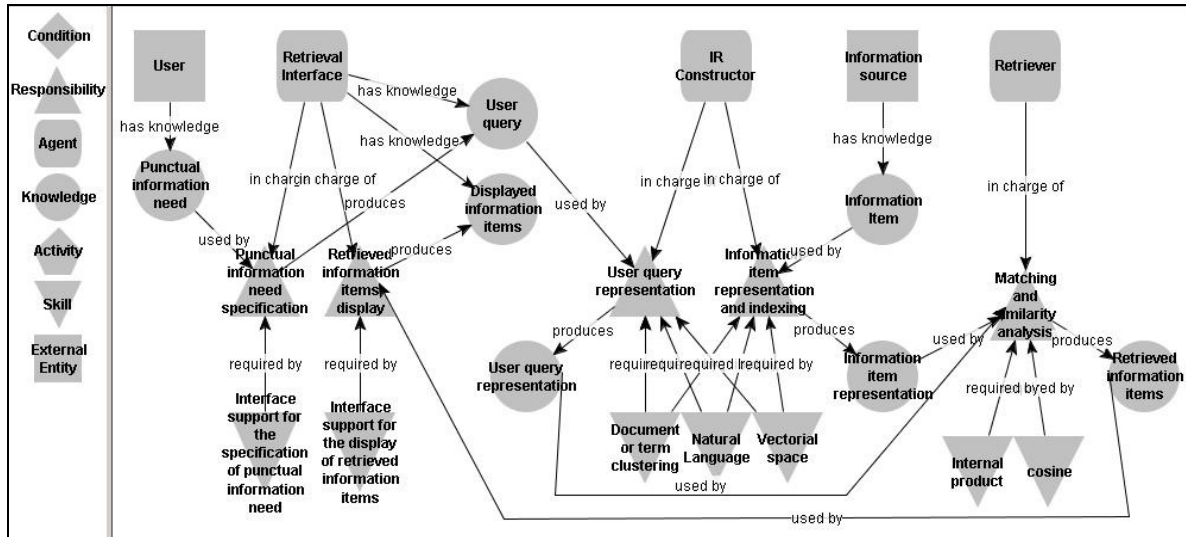 Condition
Responsibility
Agent
Knowledge
Activity
Skill
External
Entity
User
Retrieval
Interface
IR
Constructor
Information
source
Retriever
has knowledge
has knowledge
has knowledge
has knowledge
User
query
Punctual
information
need
Displayed
information
items
Information
Item
in charge of
in charge
in charge of
in charge of
produces
used by
used by
used by
produces
Punctual
information
need
specification
Retrieved
information
items
display
User query
representation
item
representation
and indexing
Matching
and
similarity
analysis
produces
produces
used by
produces
required by
required by
required by
User query
representation
Information
item
representation
Retrieved
information
items
required by
Interface
support for
the
specification
of punctual
information
need
Interface
support for
the display
of retrieved
information
items
Document
or term
clustering
Natural
Language
Vectorial
space
Internal
product
cosine
used by
used by